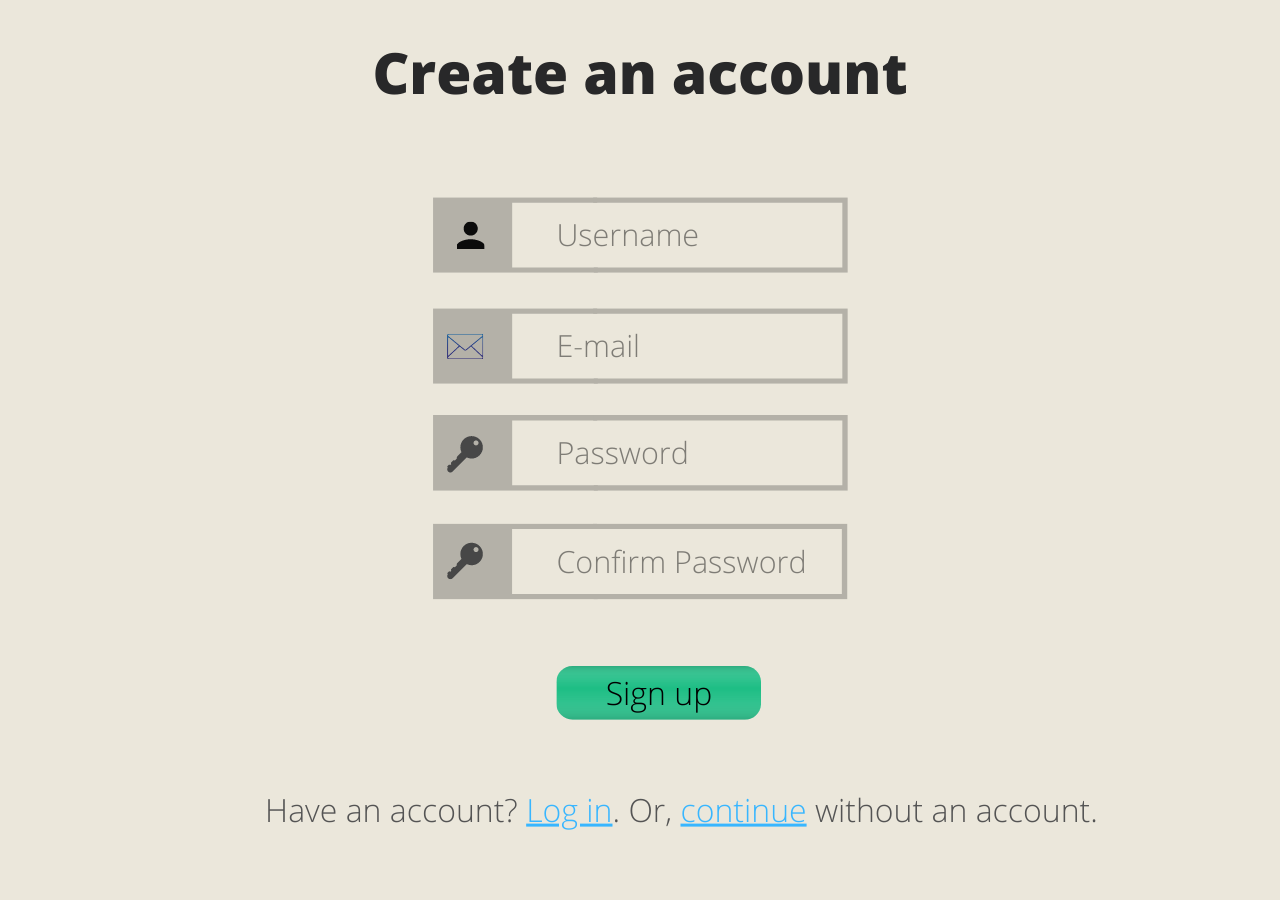 Create an account
Username
E-mail
Password
Confirm Password
Sign up
Have an account? Log in. Or, continue without an account.